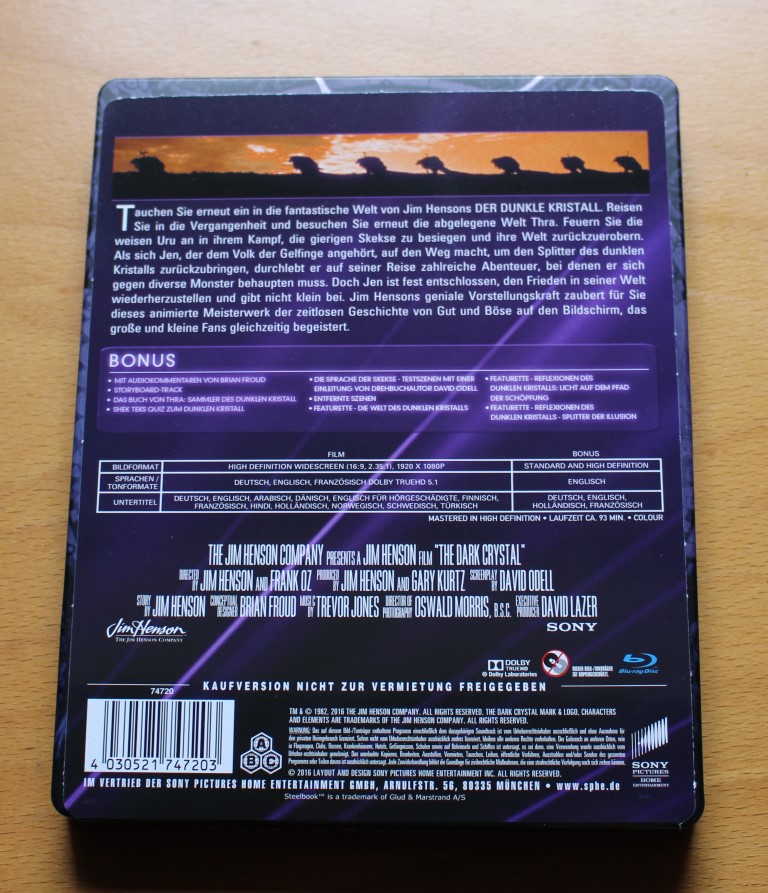 Tauchen Sie erneut ein in die fantastische Welt von Jim Hensons DER DUNKLE KRISTALL. Reisen
Sie in die Vergangenheit und besuchen Sie erneut die abgelegene Welt Thra. Feuern Sie die
weisen Uru an in ihrem Kampf, die gierigen Skekse zu besiegen und ihre Welt zurückzuerobern.
Als sich Jen, der dem Volk der Gelflinge angehört, auf den Weg macht, um den Splitter des dunklen
Kristalls zurückzubringen, durchlebt er auf seiner Reise zahlreiche Abenteuer, bei denen er sich
gegen diverse Monster behaupten muss. Doch Jen ist fest entschlossen, den Frieden in seiner Welt
wiederherzustellen und gibt nicht klein bei. Jim Hensons geniale Vorstellungskraft zaubert für Sie
dieses animierte Meisterwerk der zeitlosen Geschichte von Gut und Böse auf den Bildschirm, das
große und kleine Fans gleichzeitig begeistert.
BONUS
• MIT AUDIOKOMMENTAREN VON BRIAN FROUD
• STORYBOARD-TRACK
• DAS BUCH VON THRA: SAMMLER DES DUNKLEN KRISTALL
• SHEK TEKS QUIZ ZUM DUNKLEN KRISTALL
• DIE SPRACHE DER SKEKSE - TESTSZENEN MIT EINER
EINLEITUNG VON DREHBUCHAUTOR DAVID ODELL
• ENTFERNTE SZENEN
• FEATURETTE - DIE WELT DES DUNKLEN KRISTALLS
• FEATURETTE - REFLEXIONEN DES
DUNKLEN KRISTALLS: LICHT AUF DEM PFAD
DER SCHÖPFUNG
• FEATURETTE - REFLEXIONEN DES
DUNKLEN KRISTALLS - SPLITTER DER ILLUSION
FILM BONUS
BILDFORMAT HIGH DEFINITION WIDESCREEN (16:9, 2.35:1), 1920 X 1080P STANDARD AND HIGH DEFINITION
SPRACHEN / TONFORMATE DEUTSCH, ENGLISCH, FRANZÖSISCH DOLBY TRUEHD 5.1 ENGLISCH
UNTERTITEL DEUTSCH, ENGLISCH, ARABISCH, DÄNISCH, ENGLISCH FÜR HÖRGESCHÄDIGTE, FINNISCH,
FRANZÖSISCH, HINDI, HOLLÄNDISCH, NORWEGISCH, SCHWEDISCH, TÜRKISCH
DEUTSCH, ENGLISCH,
HOLLÄNDISCH, FRANZÖSISCH
MASTERED IN HIGH DEFINITION • LAUFZEIT CA. 93 MIN. • COLOUR
THE JIM HENSON COMPANY PRESENTS A JIM HENSON FILM "THE DARK CRYSTAL"
DIRECTED BY JIM HENSON AND FRANK OZ PRODUCED BY JIM HENSON AND GARY KURTZ SCREENPLAY BY DAVID ODELL
STORY BY JIM HENSON CONCEPTUAL DESIGNER BRIAN FROUD MUSIC BY TREVOR JONES DIRECTOR OF PHOTOGRAPHY OSWALD MORRIS, B.S.C. EXECUTIVE PRODUCER DAVID LAZER
Jim Henson
THE JIM HENSON COMPANY
SONY
DOLBY
TRUEHD
© Dolby Laboratories
DIESER BILD-/TONTRÄGER
IST KOPIERGESCHÜTZT.
Blu-ray Disc
74720
KAUFVERSION NICHT ZUR VERMIETUNG FREIGEGEBEN
4 030521 747203
ABC
TM & © 1982, 2016 THE JIM HENSON COMPANY. ALL RIGHTS RESERVED. THE DARK CRYSTAL MARK & LOGO, CHARACTERS
AND ELEMENTS ARE TRADEMARKS OF THE JIM HENSON COMPANY. ALL RIGHTS RESERVED.
© 2016 LAYOUT AND DESIGN SONY PICTURES HOME ENTERTAINMENT INC. ALL RIGHTS RESERVED.
SONY
PICTURES
HOME
ENTERTAINMENT
IM VERTRIEB DER SONY PICTURES HOME ENTERTAINMENT GMBH, ARNULFSTR. 56, 80335 MÜNCHEN • www.sphe.de
Steelbook™ is a trademark of Glud & Marstrand A/S